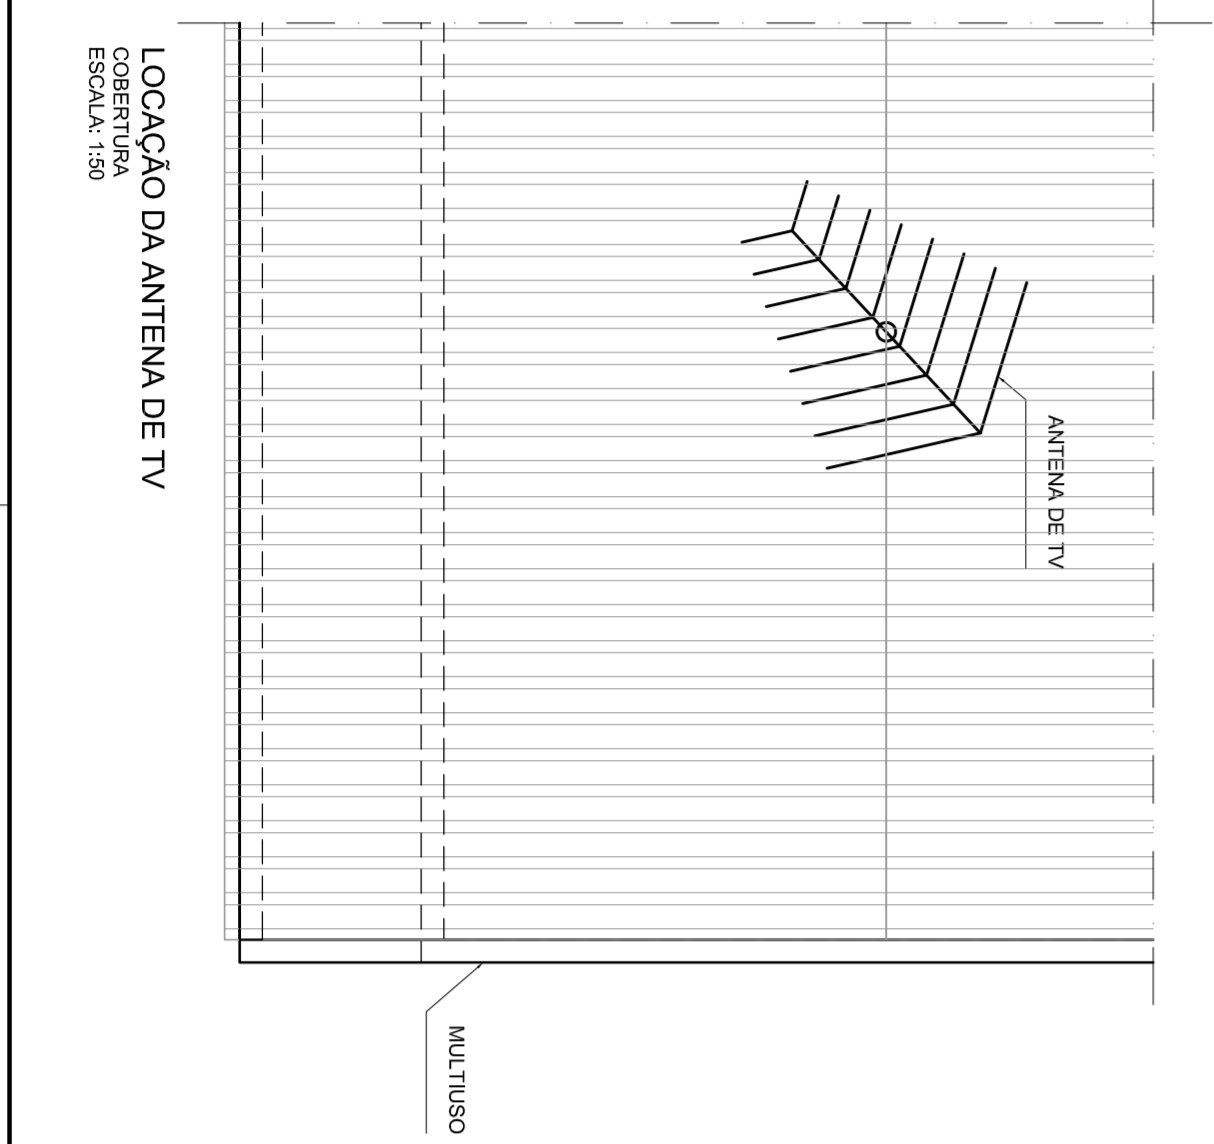 LOCAÇÃO DA ANTENA DE TV
COBERTURA
ESCALA: 1:50
ANTENA DE TV
MULTIUSO